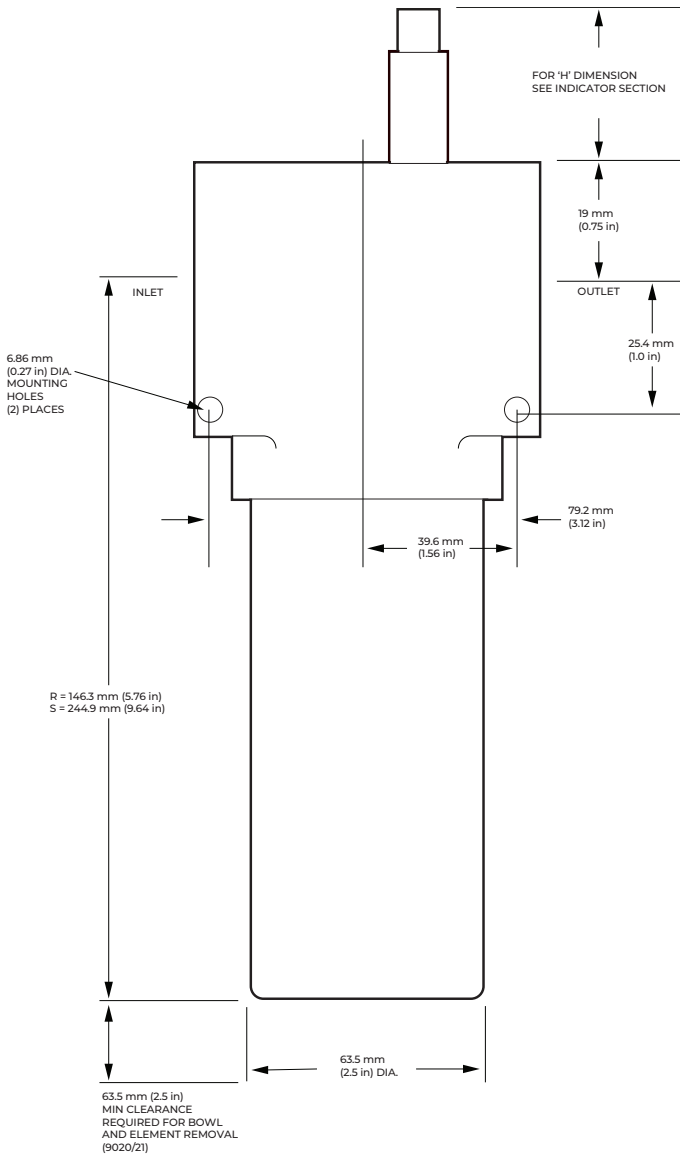 FOR 'H' DIMENSION
SEE INDICATOR SECTION
19 mm
(0.75 in)
INLET
OUTLET
25.4 mm
(1.0 in)
6.86 mm
(0.27 in) DIA.
MOUNTING
HOLES
(2) PLACES
79.2 mm
(3.12 in)
39.6 mm
(1.56 in)
R = 146.3 mm (5.76 in)
S = 244.9 mm (9.64 in)
63.5 mm
(2.5 in) DIA.
63.5 mm (2.5 in)
MIN CLEARANCE
REQUIRED FOR BOWL
AND ELEMENT REMOVAL
(9020/21)